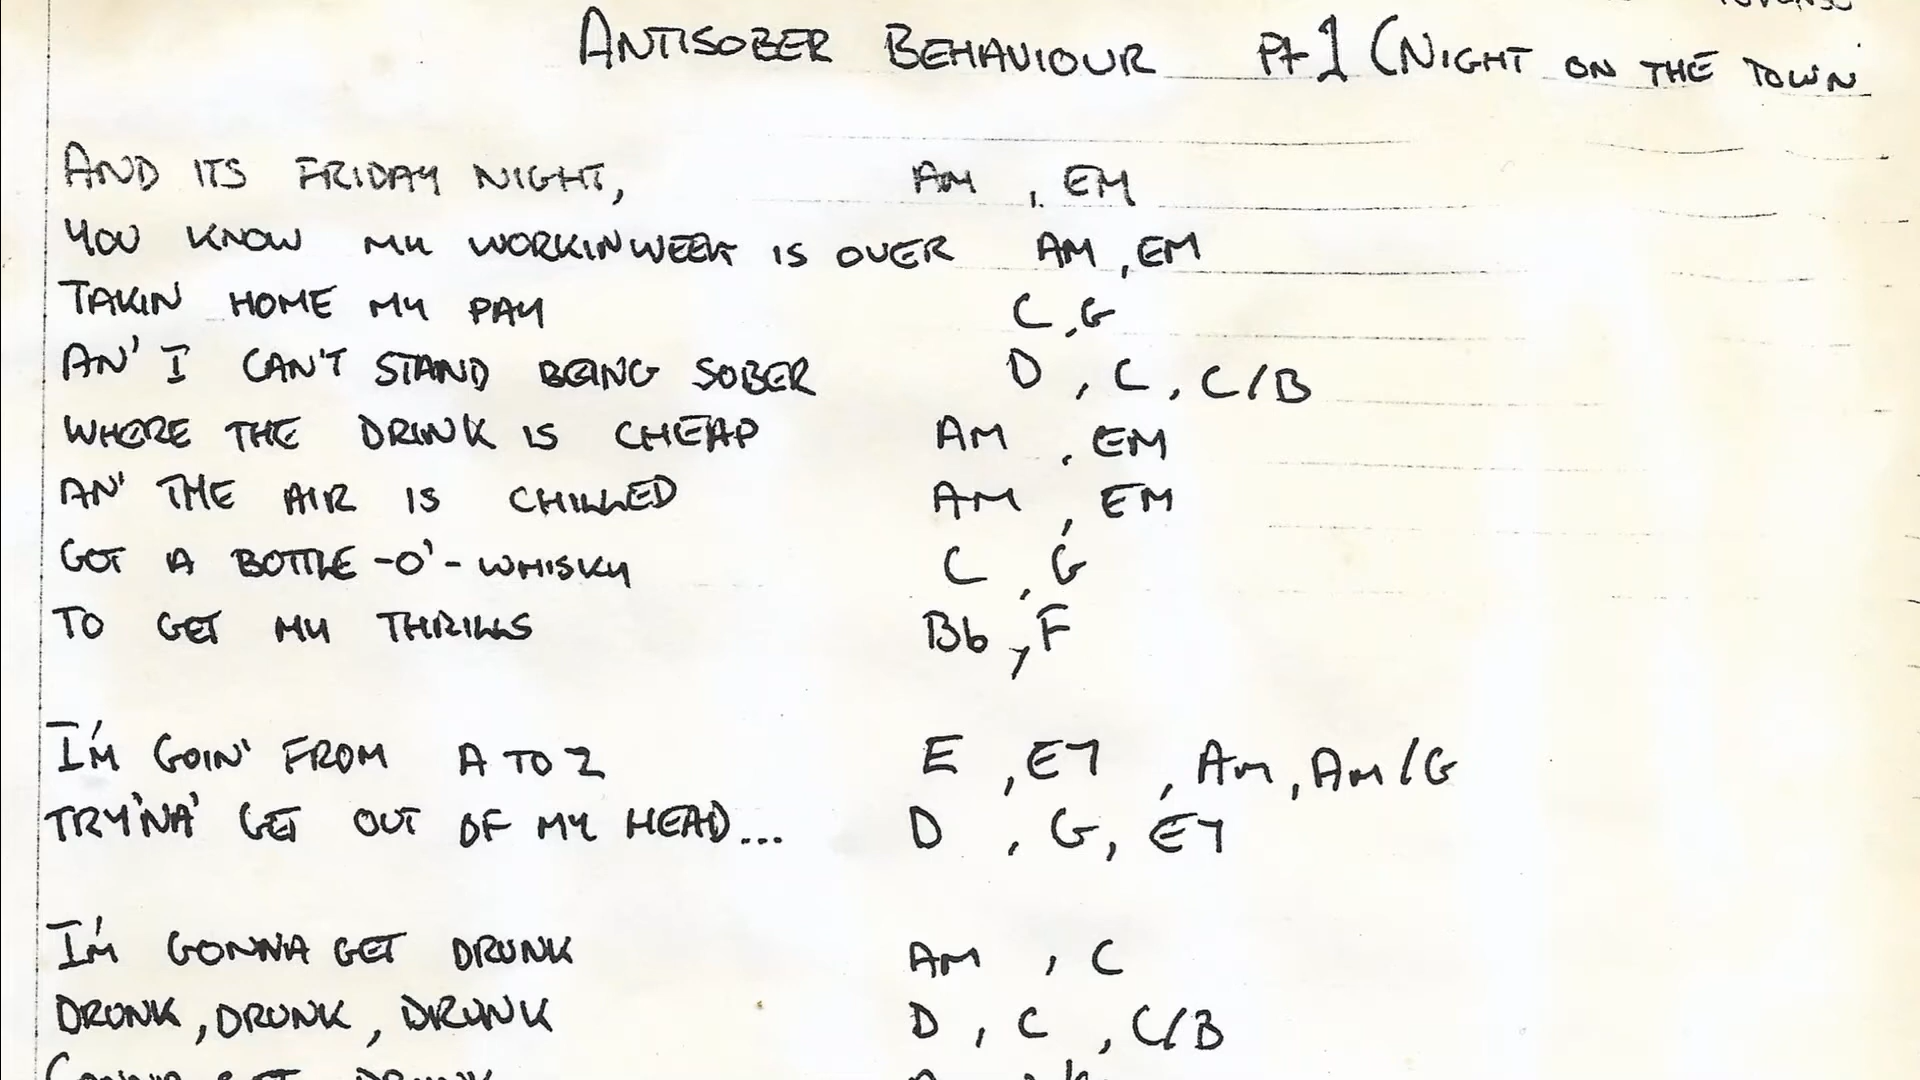 ANTISOBER BEHAVIOUR Pt 1 (NIGHT ON THE TOWN
AND ITS FRIDAY NIGHT, AM, EM
YOU KNOW MY WORKINWEEK IS OVER AM, EM
TAKIN HOME MY PAY C, G
AN' I CAN'T STAND BEING SOBER D, C, C/B
WHERE THE DRINK IS CHEAP AM, EM
AN' THE AIR IS CHILLED AM, EM
GOT A BOTTLE-O'-WHISKY C, G
TO GET MY THRILLS Bb, F
I'M GOIN' FROM A TO Z E, E7, Am, Am/G
TRY'NA' GET OUT OF MY HEAD... D, G, E7
I'M GONNA GET DRUNK AM, C
DRUNK, DRUNK, DRUNK D, C, C/B
GONNA GET DRUNK